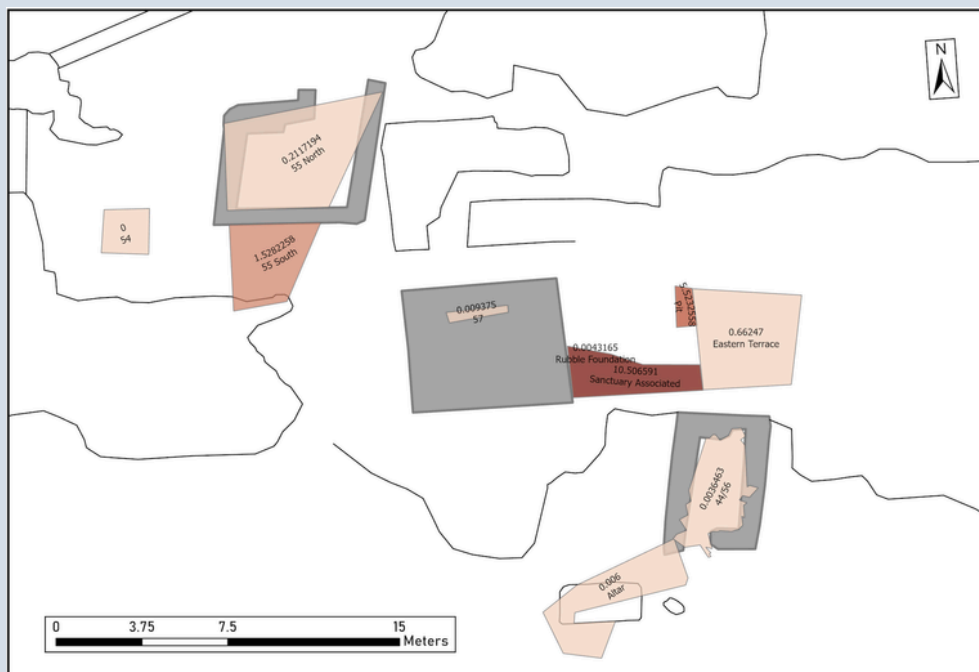 N
0.2117194
55 North
0
54
1.5282258
55 South
0.009375
57
5.5232558
Pit
0.66247
Eastern Terrace
0.0043165
Rubble Foundation
10.506591
Sanctuary Associated
0.0036463
44/56
0.006
Altar
0 3.75 7.5 15
Meters